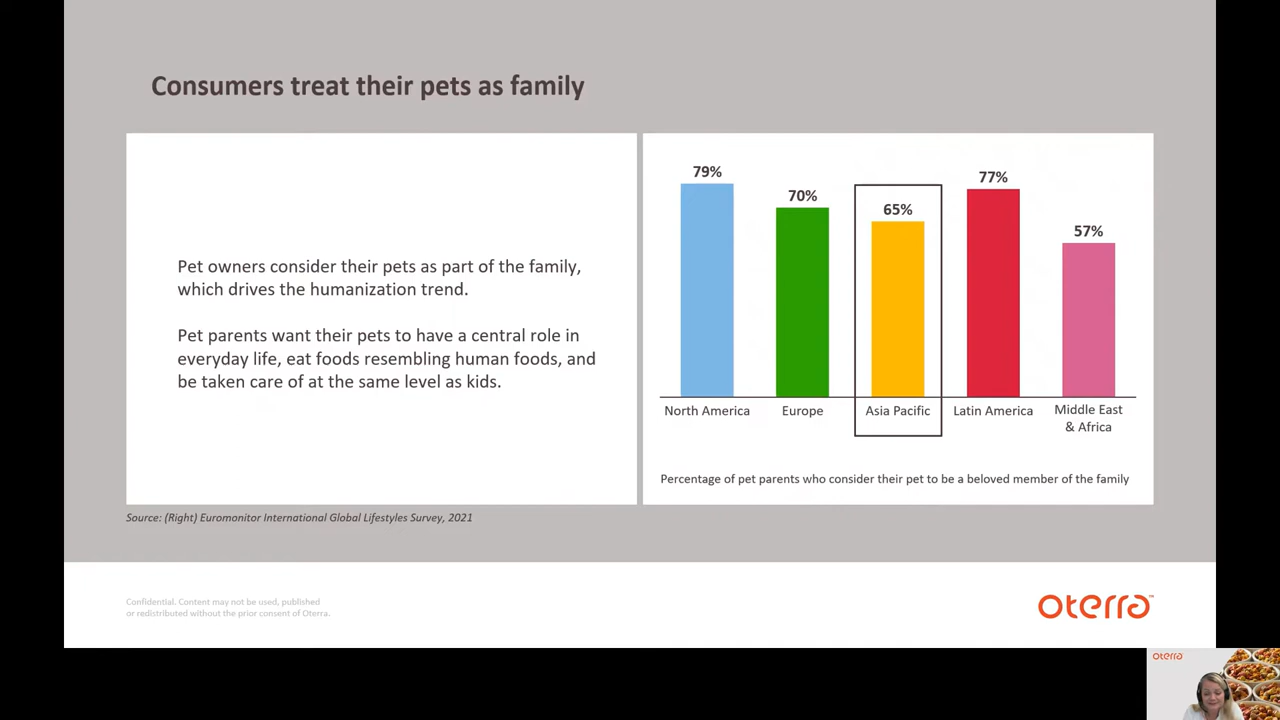 Consumers treat their pets as family
Pet owners consider their pets as part of the family,
which drives the humanization trend.
Pet parents want their pets to have a central role in
everyday life, eat foods resembling human foods, and
be taken care of at the same level as kids.
79%
70%
65%
77%
57%
North America
Europe
Asia Pacific
Latin America
Middle East
& Africa
Percentage of pet parents who consider their pet to be a beloved member of the family
Source: (Right) Euromonitor International Global Lifestyles Survey, 2021
Confidential. Content may not be used, published
or redistributed without the prior consent of Oterra.
oterra™
oterra